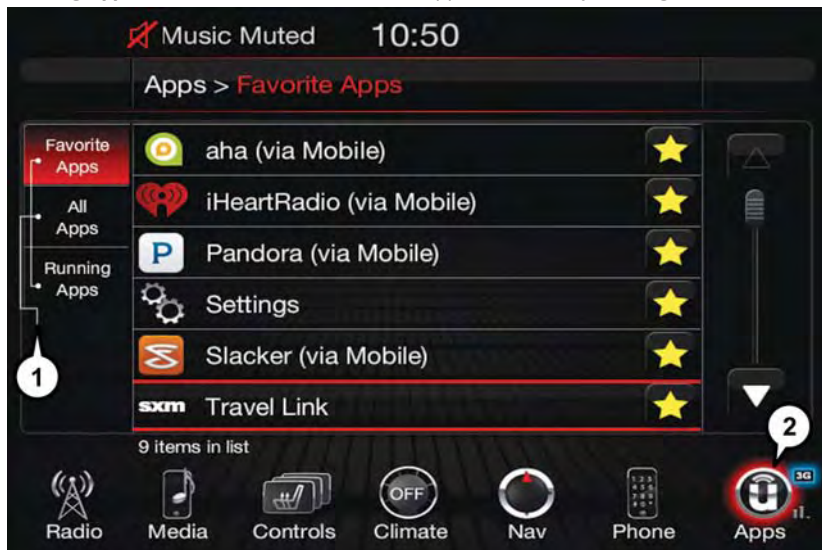 Music Muted 10:50
Apps > Favorite Apps
Favorite
Apps
All
Apps
Running
Apps
1
aha (via Mobile)
iHeartRadio (via Mobile)
P Pandora (via Mobile)
Settings
S Slacker (via Mobile)
sxm Travel Link
9 items in list
2
3G
OFF
ü
Radio Media Controls Climate Nav Phone Apps